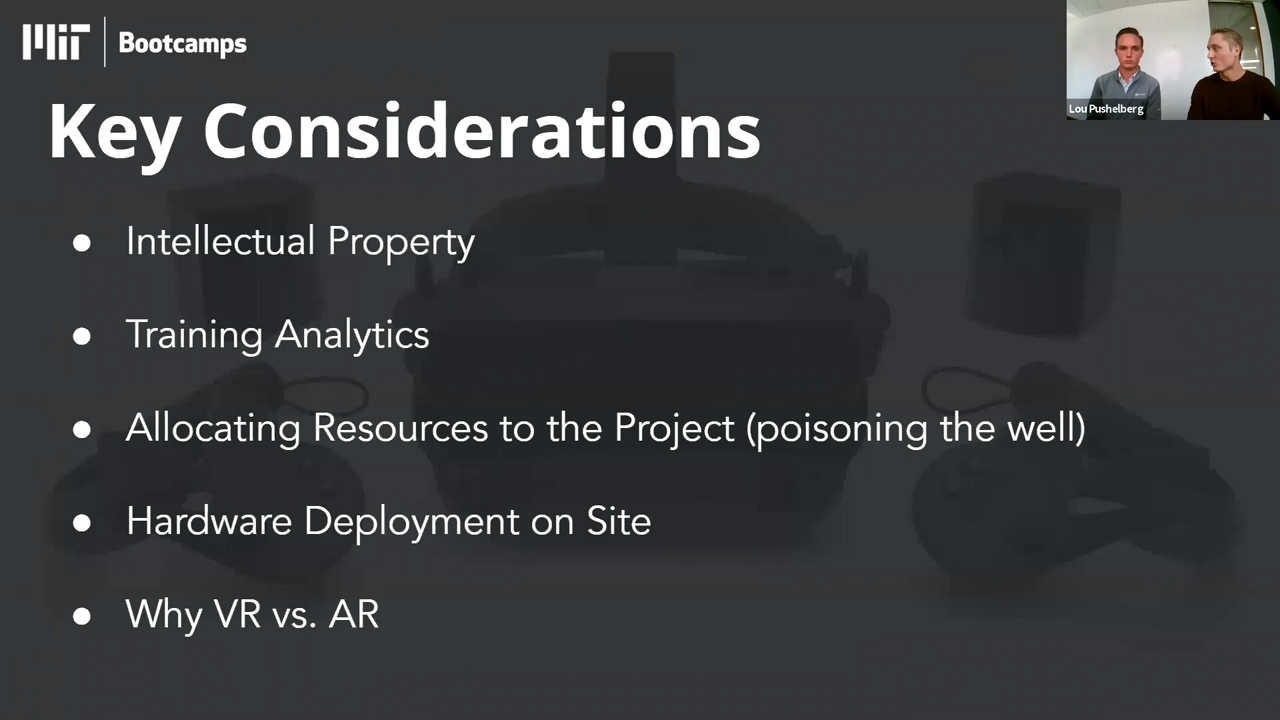 MIT Bootcamps
Lou Pushelberg
Key Considerations
● Intellectual Property
● Training Analytics
● Allocating Resources to the Project (poisoning the well)
● Hardware Deployment on Site
● Why VR vs. AR